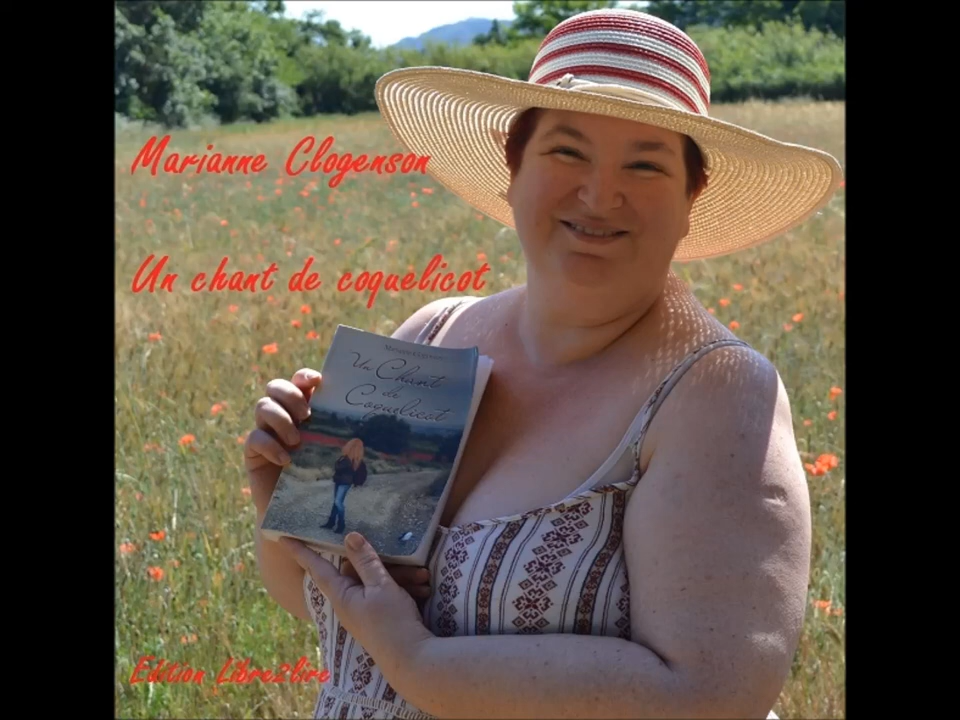 Marianne Clogenson
Un chant de coquelicot
Un Chant
de
Coquelicot
Edition Libre2lire